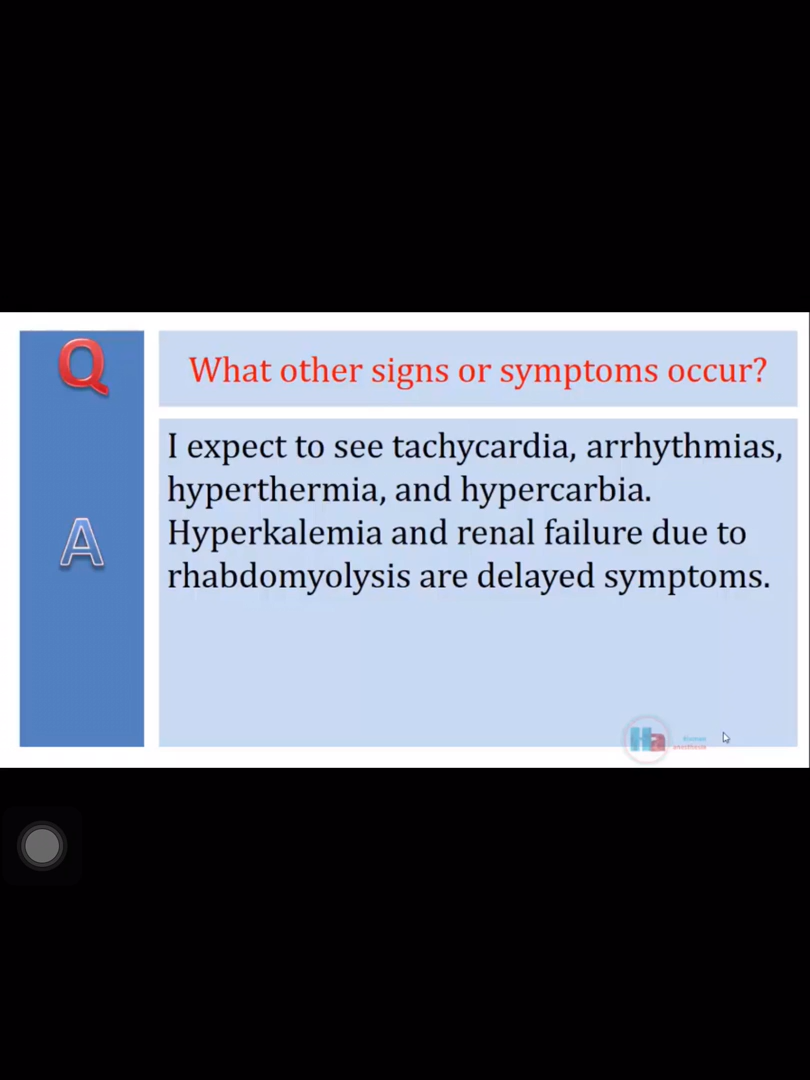 Q
What other signs or symptoms occur?
A
I expect to see tachycardia, arrhythmias,
hyperthermia, and hypercarbia.
Hyperkalemia and renal failure due to
rhabdomyolysis are delayed symptoms.
Ha